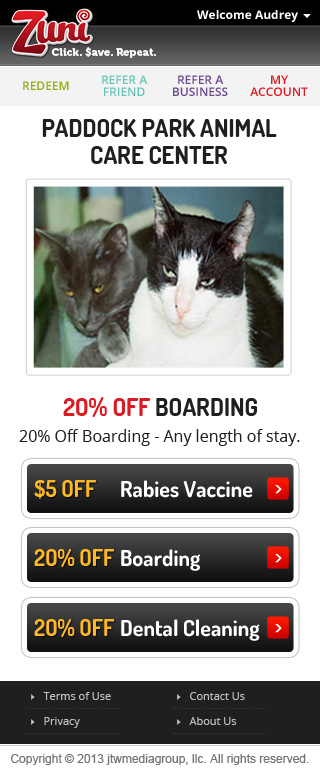 Zuni
Click. $ave. Repeat.
Welcome Audrey
REDEEM
REFER A
FRIEND
REFER A
BUSINESS
MY
ACCOUNT
PADDOCK PARK ANIMAL
CARE CENTER
20% OFF BOARDING
20% Off Boarding - Any length of stay.
$5 OFF Rabies Vaccine
20% OFF Boarding
20% OFF Dental Cleaning
Terms of Use
Contact Us
Privacy
About Us
Copyright © 2013 jtwmediagroup, llc. All rights reserved.